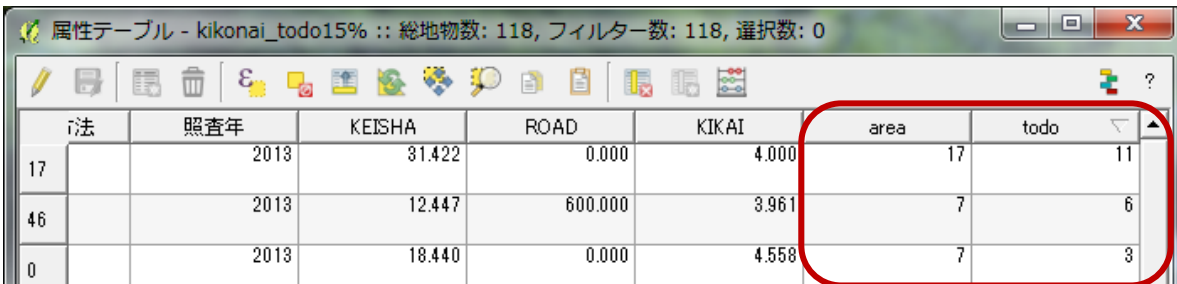 属性テーブル - kikonai_todo15% :: 総地物数: 118, フィルター数: 118, 選択数: 0
?
法 照査年 KEISHA ROAD KIKAI area todo
17 2013 31.422 0.000 4.000 17 11
46 2013 12.447 600.000 3.961 7 6
0 2013 18.440 0.000 4.558 7 3